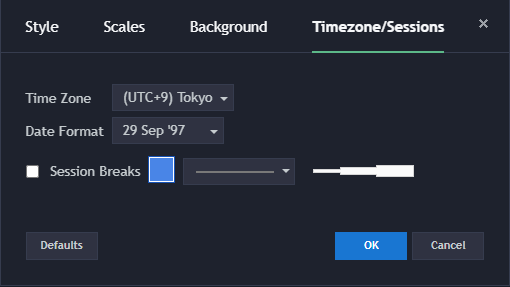 Style Scales Background Timezone/Sessions ×
Time Zone (UTC+9) Tokyo
Date Format 29 Sep '97
Session Breaks
Defaults OK Cancel